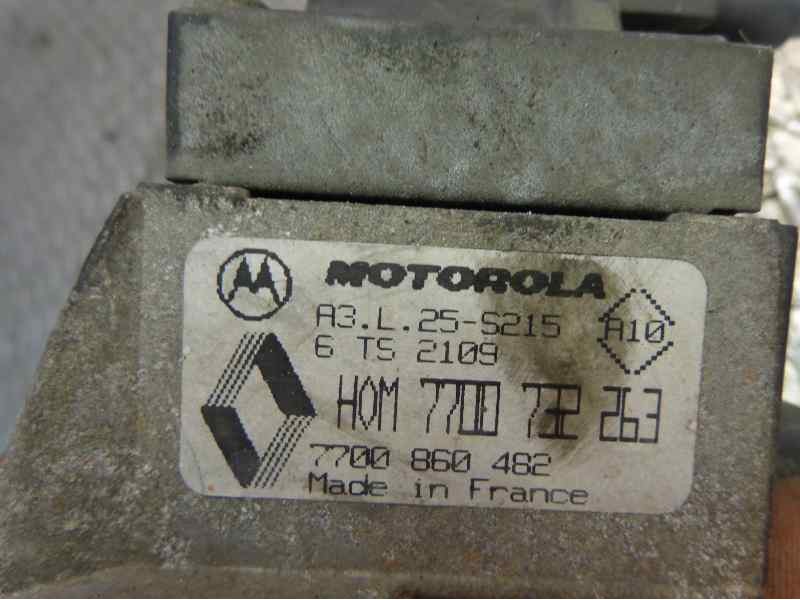 MOTOROLA
A3.L.25-S215
A10
6 TS 2109
HOM 7700 732 263
7700 860 482
Made in France